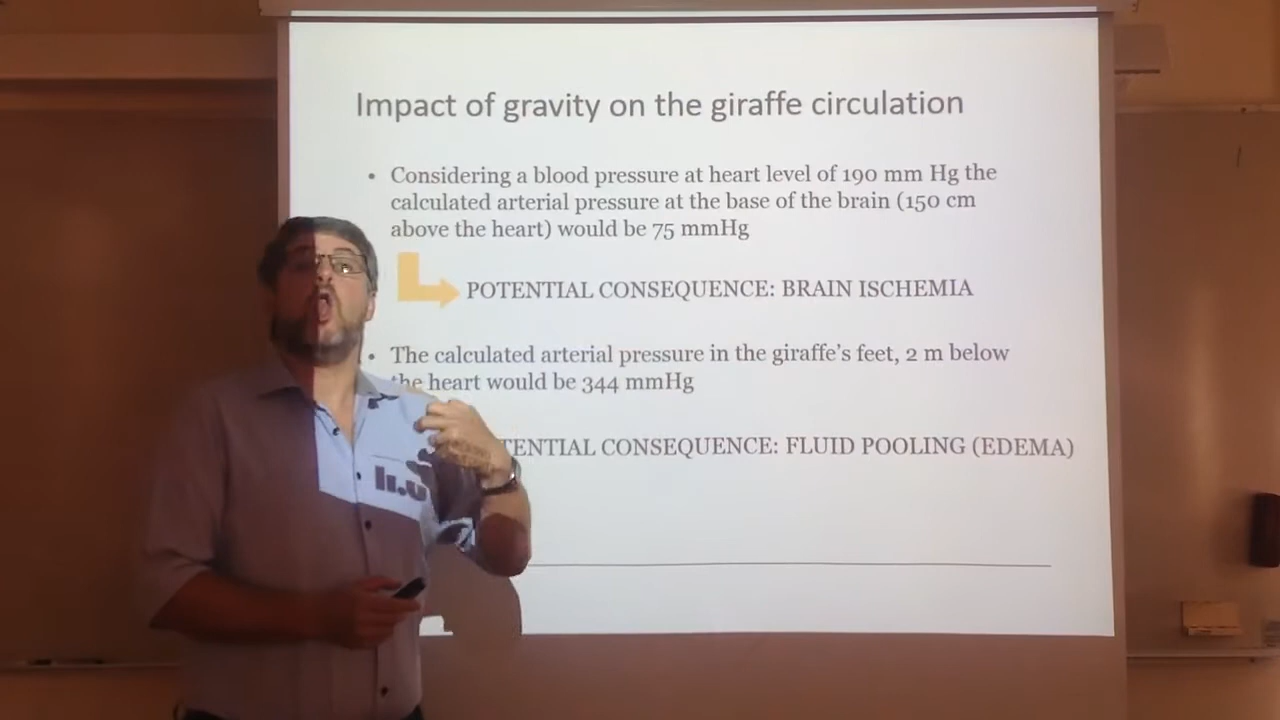 Impact of gravity on the giraffe circulation
• Considering a blood pressure at heart level of 190 mm Hg the
calculated arterial pressure at the base of the brain (150 cm
above the heart) would be 75 mmHg
POTENTIAL CONSEQUENCE: BRAIN ISCHEMIA
• The calculated arterial pressure in the giraffe's feet, 2 m below
the heart would be 344 mmHg
TENTIAL CONSEQUENCE: FLUID POOLING (EDEMA)